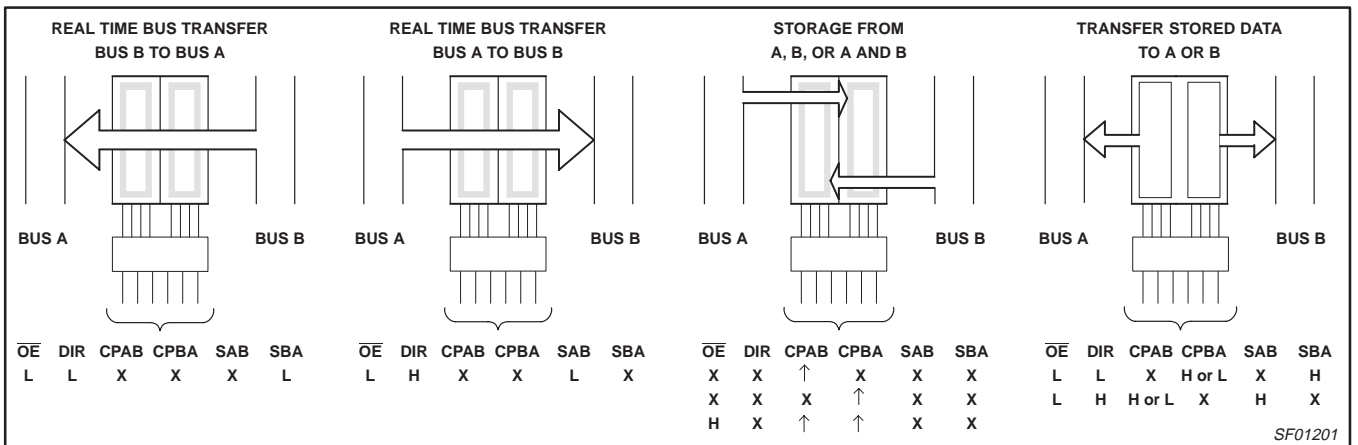 REAL TIME BUS TRANSFER
BUS B TO BUS A
BUS A
BUS B
OE DIR CPAB CPBA SAB SBA
L L X X X L
REAL TIME BUS TRANSFER
BUS A TO BUS B
BUS A
BUS B
OE DIR CPAB CPBA SAB SBA
L H X X L X
STORAGE FROM
A, B, OR A AND B
BUS A
BUS B
OE DIR CPAB CPBA SAB SBA
X X ↑ X X X
X X X ↑ X X
H X ↑ ↑ X X
TRANSFER STORED DATA
TO A OR B
BUS A
BUS B
OE DIR CPAB CPBA SAB SBA
L L X H or L X H
L H H or L X H X
SF01201